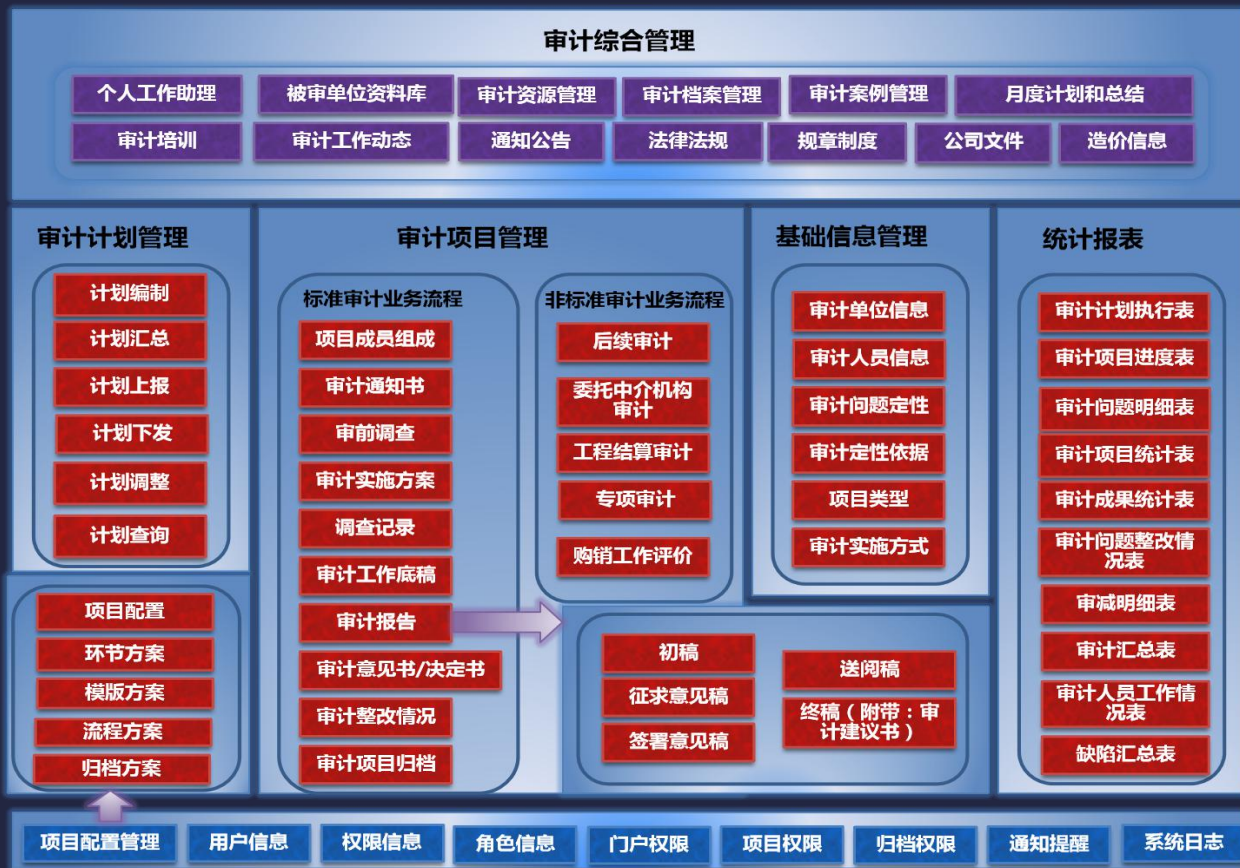 审计综合管理
个人工作助理
被审单位资料库
审计资源管理
审计档案管理
审计案例管理
月度计划和总结
审计培训
审计工作动态
通知公告
法律法规
规章制度
公司文件
造价信息
审计计划管理
计划编制
计划汇总
计划上报
计划下发
计划调整
计划查询
项目配置
环节方案
模版方案
流程方案
归档方案
审计项目管理
标准审计业务流程
项目成员组成
审计通知书
审前调查
审计实施方案
调查记录
审计工作底稿
审计报告
审计意见书/决定书
审计整改情况
审计项目归档
非标准审计业务流程
后续审计
委托中介机构
审计
工程结算审计
专项审计
购销工作评价
初稿
征求意见稿
签署意见稿
送阅稿
终稿（附带：审
计建议书）
基础信息管理
审计单位信息
审计人员信息
审计问题定性
审计定性依据
项目类型
审计实施方式
统计报表
审计计划执行表
审计项目进度表
审计问题明细表
审计项目统计表
审计成果统计表
审计问题整改情
况表
审减明细表
审计汇总表
审计人员工作情
况表
缺陷汇总表
项目配置管理
用户信息
权限信息
角色信息
门户权限
项目权限
归档权限
通知提醒
系统日志